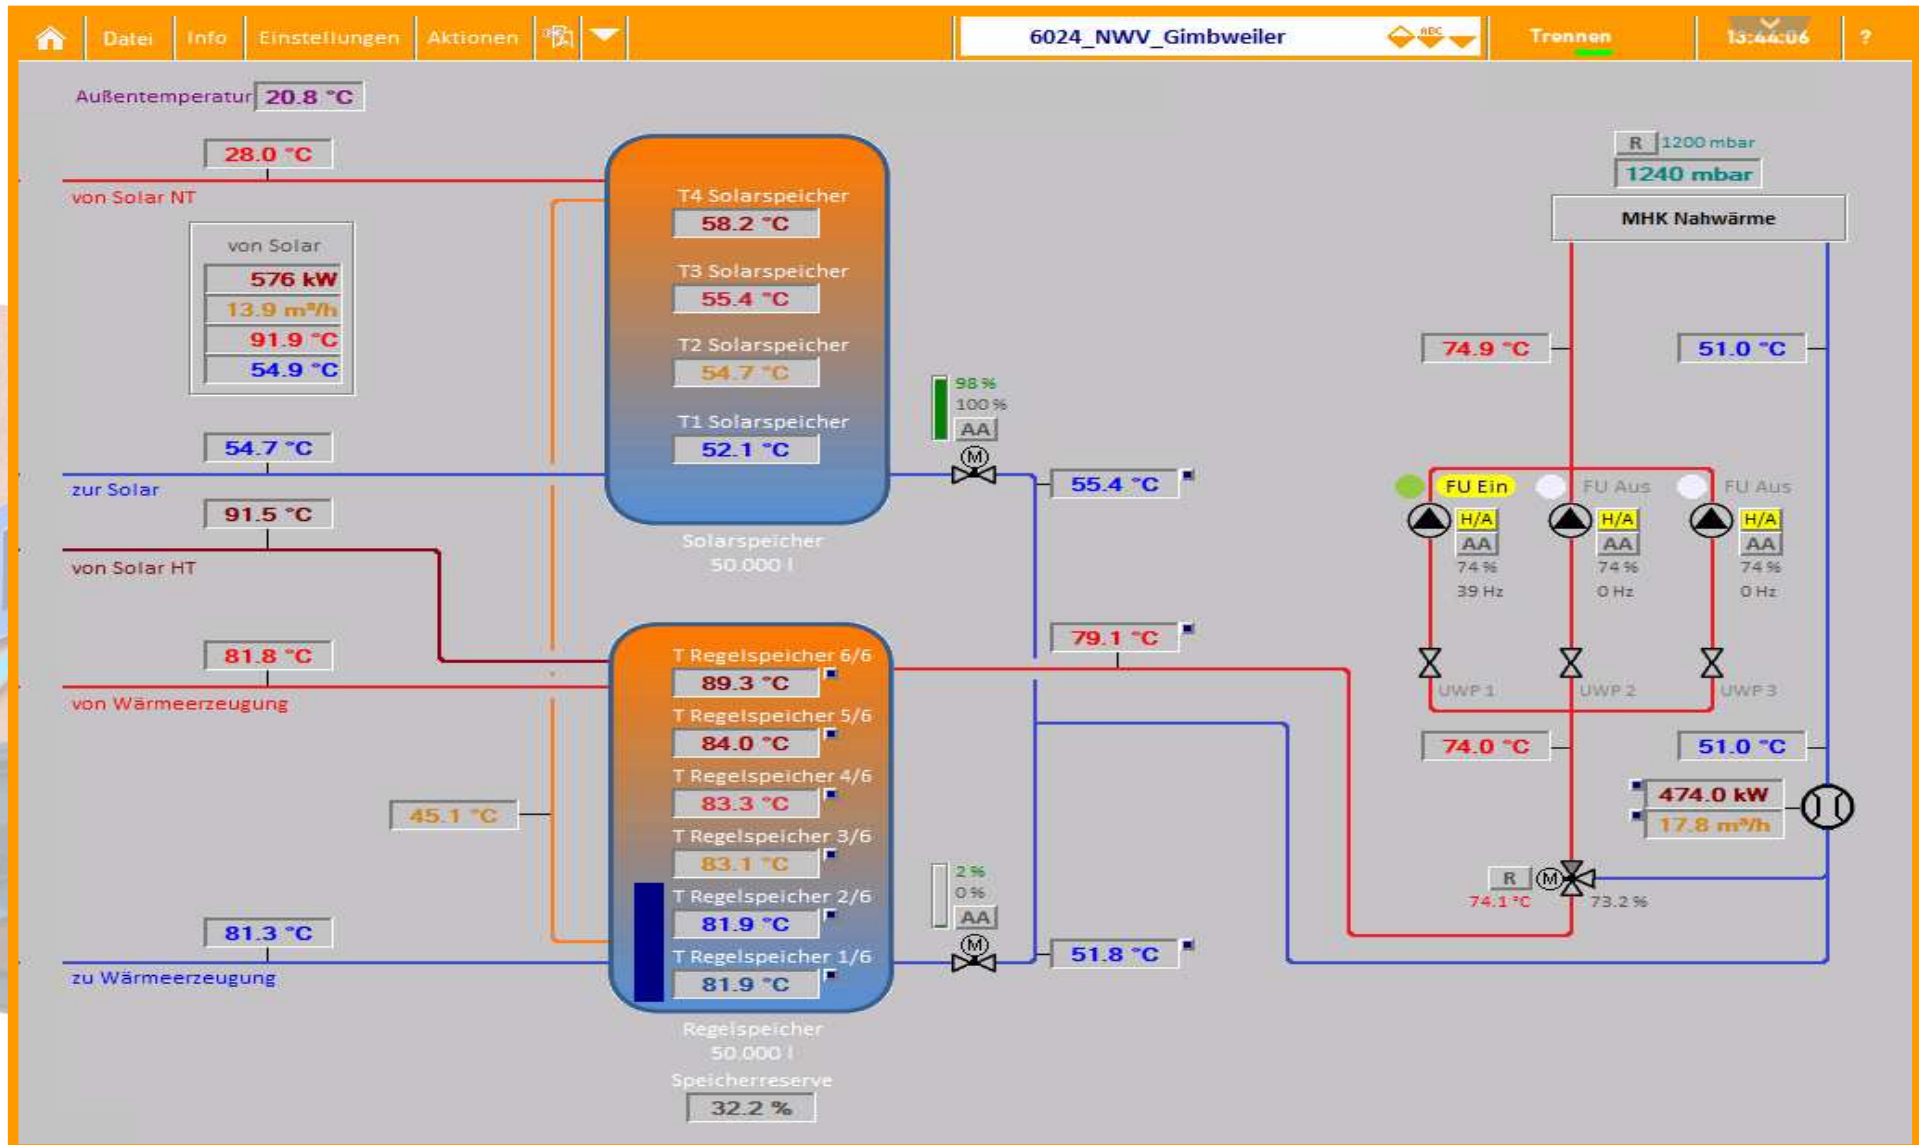 Datei Info Einstellungen Aktionen 6024_NWV_Gimbweiler ABC Trennen 13:44:06 ?
Außentemperatur 20.8 °C
28.0 °C
von Solar NT
von Solar
576 kW
13.9 m³/h
91.9 °C
54.9 °C
54.7 °C
zur Solar
91.5 °C
von Solar HT
81.8 °C
von Wärmeerzeugung
45.1 °C
81.3 °C
zu Wärmeerzeugung
T4 Solarspeicher
58.2 °C
T3 Solarspeicher
55.4 °C
T2 Solarspeicher
54.7 °C
T1 Solarspeicher
52.1 °C
Solarspeicher
50.000 l
T Regelspeicher 6/6
89.3 °C
T Regelspeicher 5/6
84.0 °C
T Regelspeicher 4/6
83.3 °C
T Regelspeicher 3/6
83.1 °C
T Regelspeicher 2/6
81.9 °C
T Regelspeicher 1/6
81.9 °C
Regelspeicher
50.000 l
Speicherreserve
32.2 %
98 %
100 %
AA
M
55.4 °C
79.1 °C
2 %
0 %
AA
M
51.8 °C
R 1200 mbar
1240 mbar
MHK Nahwärme
74.9 °C 51.0 °C
FU Ein FU Aus FU Aus
H/A H/A H/A
AA AA AA
74 % 74 % 74 %
39 Hz 0 Hz 0 Hz
UWP 1 UWP 2 UWP 3
74.0 °C 51.0 °C
474.0 kW
17.8 m³/h
R M
74.1 °C 73.2 %